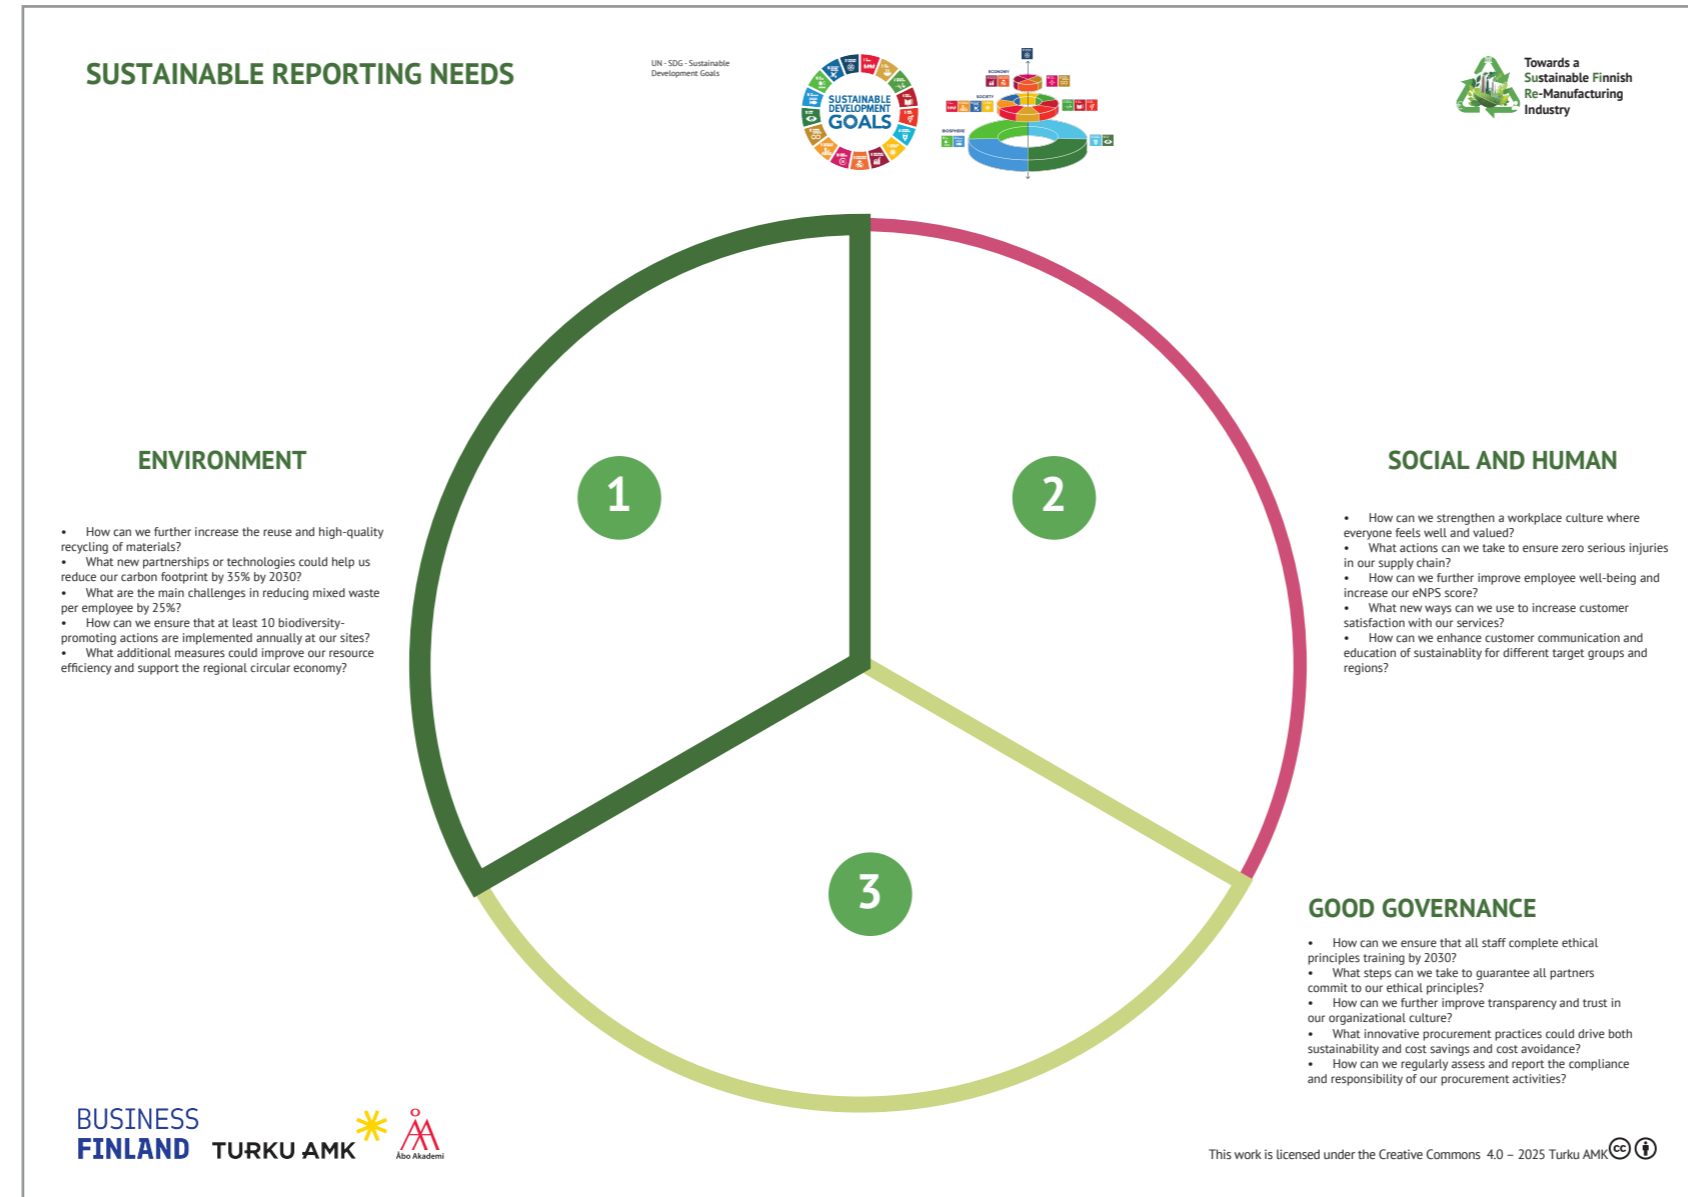 SUSTAINABLE REPORTING NEEDS
UN - SDG - Sustainable
Development Goals
SUSTAINABLE
DEVELOPMENT
GOALS
ECONOMY
SOCIETY
BIOSPHERE
Towards a
Sustainable Finnish
Re-Manufacturing
Industry
ENVIRONMENT
• How can we further increase the reuse and high-quality
recycling of materials?
• What new partnerships or technologies could help us
reduce our carbon footprint by 35% by 2030?
• What are the main challenges in reducing mixed waste
per employee by 25%?
• How can we ensure that at least 10 biodiversity-
promoting actions are implemented annually at our sites?
• What additional measures could improve our resource
efficiency and support the regional circular economy?
1
2
3
SOCIAL AND HUMAN
• How can we strengthen a workplace culture where
everyone feels well and valued?
• What actions can we take to ensure zero serious injuries
in our supply chain?
• How can we further improve employee well-being and
increase our eNPS score?
• What new ways can we use to increase customer
satisfaction with our services?
• How can we enhance customer communication and
education of sustainablity for different target groups and
regions?
GOOD GOVERNANCE
• How can we ensure that all staff complete ethical
principles training by 2030?
• What steps can we take to guarantee all partners
commit to our ethical principles?
• How can we further improve transparency and trust in
our organizational culture?
• What innovative procurement practices could drive both
sustainability and cost savings and cost avoidance?
• How can we regularly assess and report the compliance
and responsibility of our procurement activities?
BUSINESS
FINLAND
TURKU AMK
Åbo Akademi
This work is licensed under the Creative Commons 4.0 – 2025 Turku AMK
cc